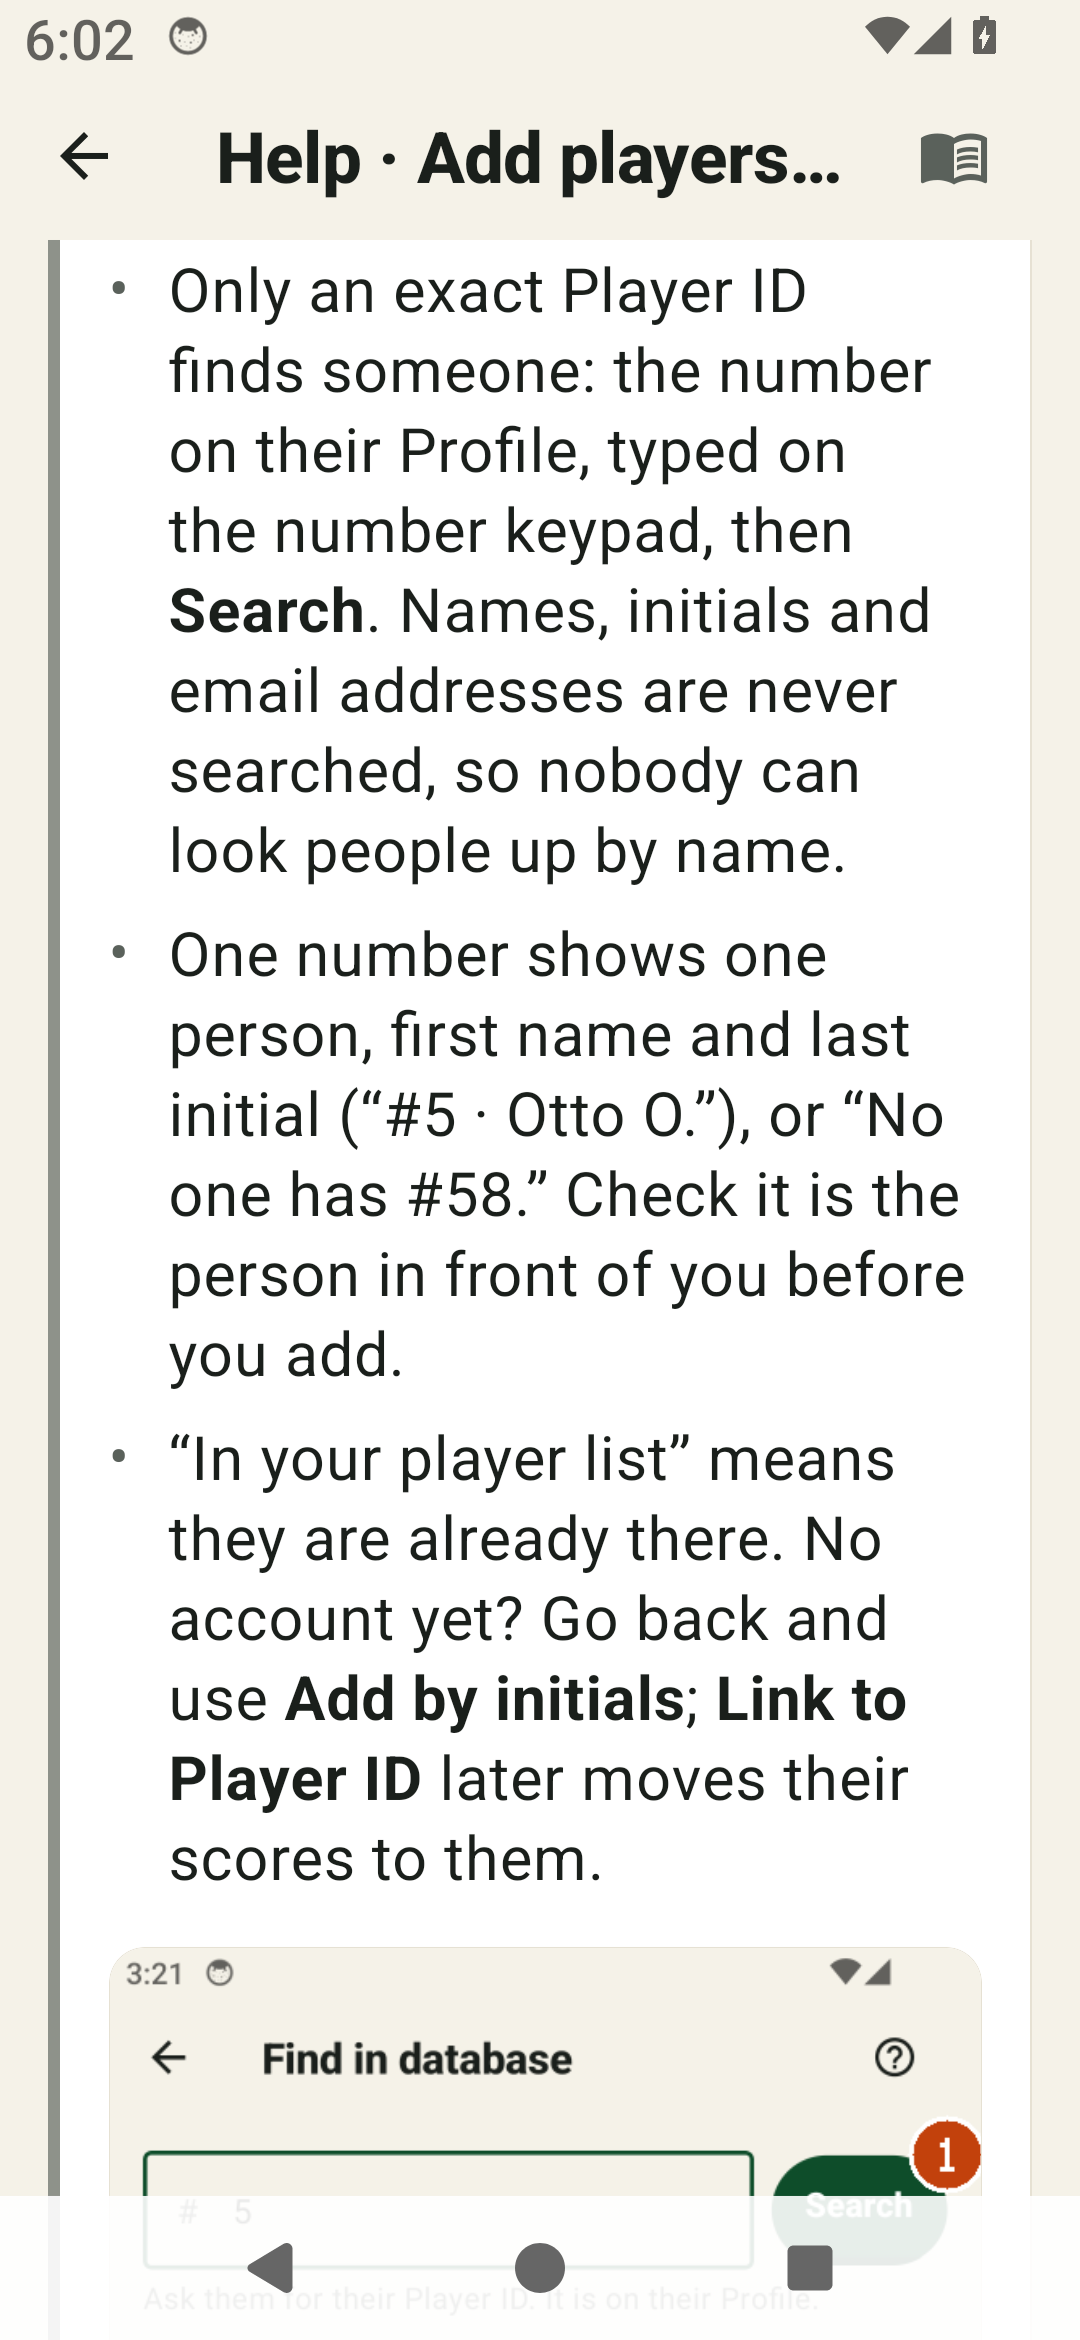 6:02
Help · Add players...
• Only an exact Player ID
finds someone: the number
on their Profile, typed on
the number keypad, then
Search. Names, initials and
email addresses are never
searched, so nobody can
look people up by name.
• One number shows one
person, first name and last
initial (“#5 · Otto O.”), or “No
one has #58.” Check it is the
person in front of you before
you add.
• “In your player list” means
they are already there. No
account yet? Go back and
use Add by initials; Link to
Player ID later moves their
scores to them.
3:21
Find in database
1
# 5
Search
Ask them for their Player ID. It is on their Profile.